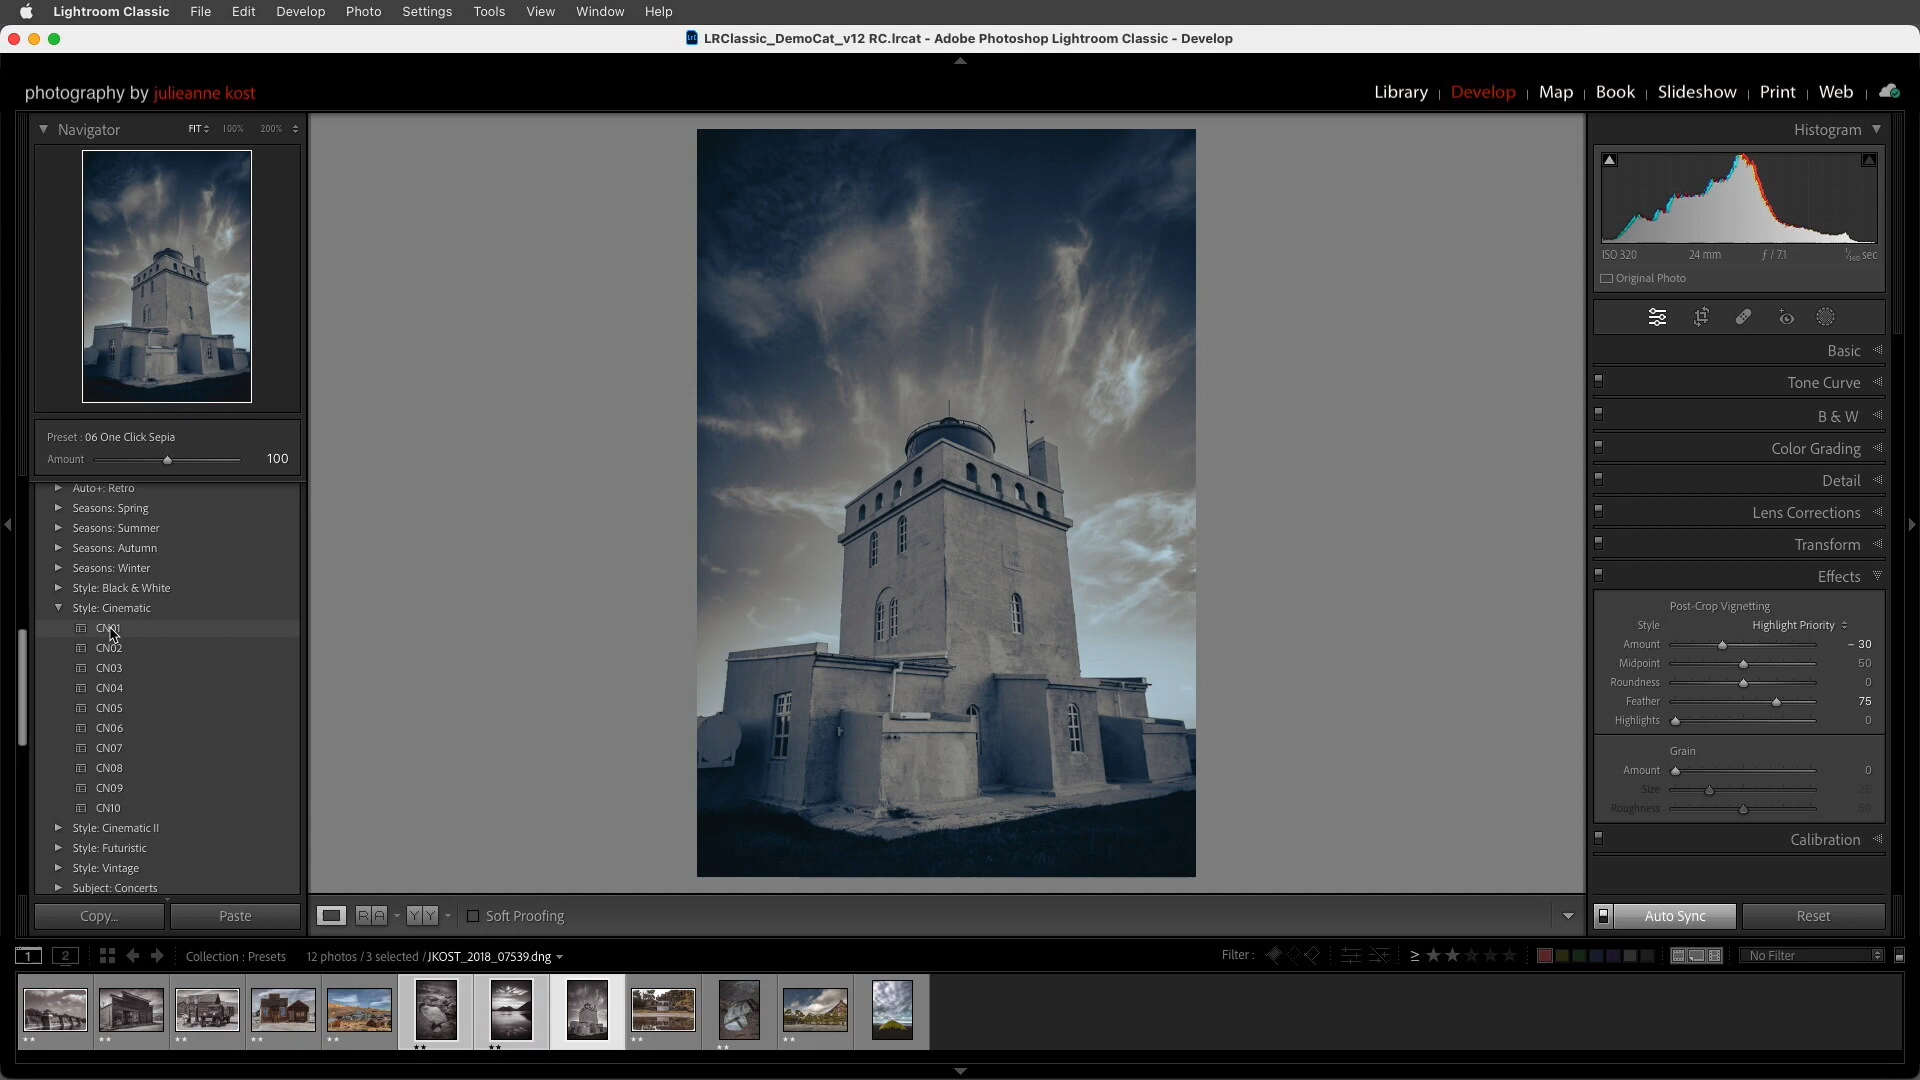 Lightroom Classic File Edit Develop Photo Settings Tools View Window Help
LRClassic_DemoCat_v12 RC.lrcat - Adobe Photoshop Lightroom Classic - Develop
photography by julieanne kost
Library | Develop | Map | Book | Slideshow | Print | Web |
Navigator FIT 100% 200%
Preset : 06 One Click Sepia
Amount 100
Auto+: Retro
Seasons: Spring
Seasons: Summer
Seasons: Autumn
Seasons: Winter
Style: Black & White
Style: Cinematic
CN01
CN02
CN03
CN04
CN05
CN06
CN07
CN08
CN09
CN10
Style: Cinematic II
Style: Futuristic
Style: Vintage
Subject: Concerts
Copy... Paste
R A Y Y Soft Proofing
Histogram
ISO 320 24 mm ƒ / 7.1 1/160 sec
Original Photo
Basic
Tone Curve
B & W
Color Grading
Detail
Lens Corrections
Transform
Effects
Post-Crop Vignetting
Style Highlight Priority
Amount – 30
Midpoint 50
Roundness 0
Feather 75
Highlights 0
Grain
Amount 0
Size 25
Roughness 50
Calibration
Auto Sync Reset
1 2 Collection : Presets 12 photos / 3 selected / JKOST_2018_07539.dng Filter : ≥ ★★★★★ No Filter